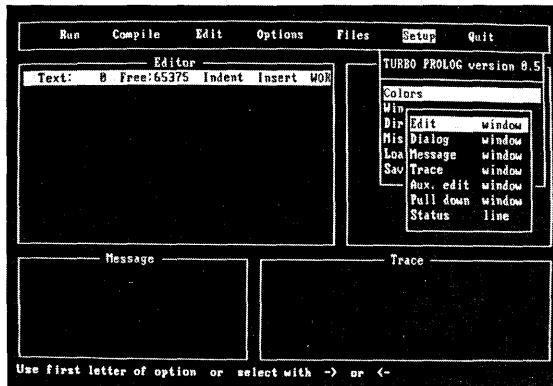 Run Compile Edit Options Files Setup Quit
Editor
Text: 0 Free:65375 Indent Insert WOR
TURBO PROLOG version 0.5
Colors
Win
Dir
Mis
Loa
Sav
Edit window
Dialog window
Message window
Trace window
Aux. edit window
Pull down window
Status line
Message
Trace
Use first letter of option or select with -> or <-